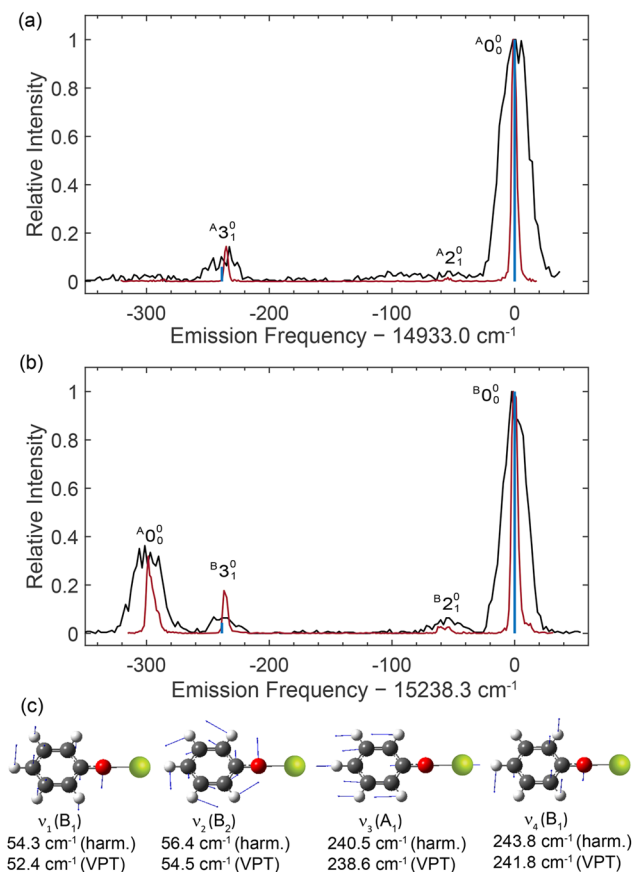 (a)
1
0.8
0.6
0.4
0.2
0
Relative Intensity
ᴬ0⁰₀
ᴬ3⁰₁
ᴬ2⁰₁
-300 -200 -100 0
Emission Frequency − 14933.0 cm⁻¹
(b)
1
0.8
0.6
0.4
0.2
0
Relative Intensity
ᴮ0⁰₀
ᴬ0⁰₀
ᴮ3⁰₁
ᴮ2⁰₁
-300 -200 -100 0
Emission Frequency − 15238.3 cm⁻¹
(c)
ν₁(B₁) ν₂(B₂) ν₃(A₁) ν₄(B₁)
54.3 cm⁻¹ (harm.) 56.4 cm⁻¹ (harm.) 240.5 cm⁻¹ (harm.) 243.8 cm⁻¹ (harm.)
52.4 cm⁻¹ (VPT) 54.5 cm⁻¹ (VPT) 238.6 cm⁻¹ (VPT) 241.8 cm⁻¹ (VPT)